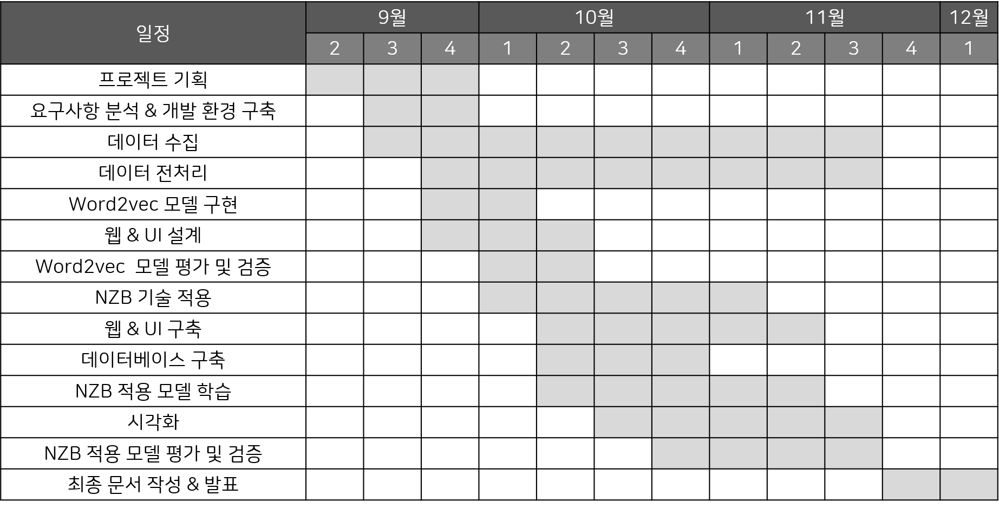 일정
9월 10월 11월 12월
2 3 4 1 2 3 4 1 2 3 4 1
프로젝트 기획
요구사항 분석 & 개발 환경 구축
데이터 수집
데이터 전처리
Word2vec 모델 구현
웹 & UI 설계
Word2vec 모델 평가 및 검증
NZB 기술 적용
웹 & UI 구축
데이터베이스 구축
NZB 적용 모델 학습
시각화
NZB 적용 모델 평가 및 검증
최종 문서 작성 & 발표